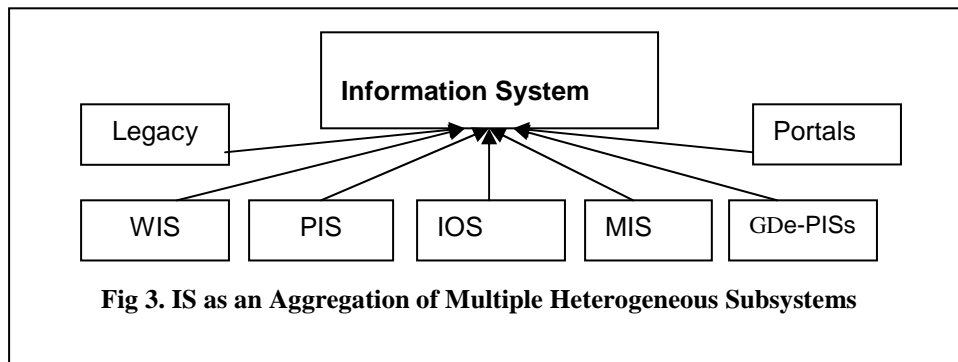 Information System
Legacy
Portals
WIS
PIS
IOS
MIS
GDe-PISs
Fig 3. IS as an Aggregation of Multiple Heterogeneous Subsystems